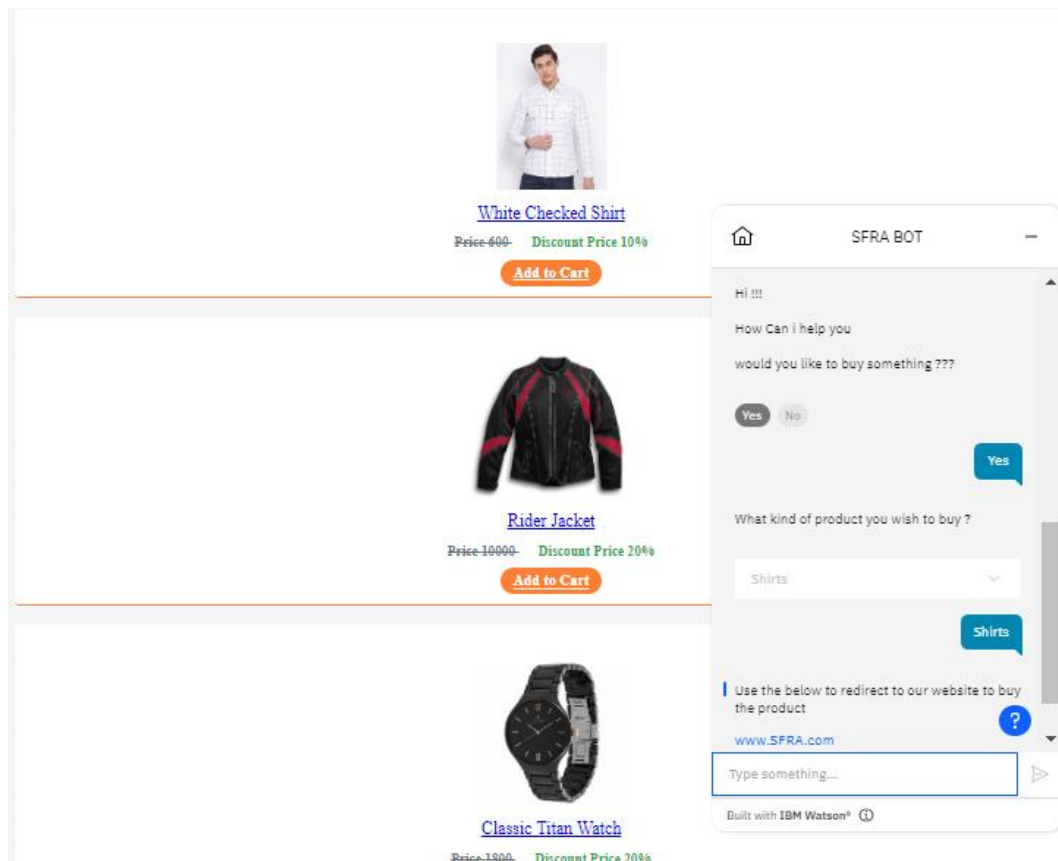 White Checked Shirt
Price 600 Discount Price 10%
Add to Cart
Rider Jacket
Price 10000 Discount Price 20%
Add to Cart
Classic Titan Watch
Price 1800 Discount Price 20%
SFRA BOT
Hi !!!
How Can i help you
would you like to buy something ???
Yes No
Yes
What kind of product you wish to buy ?
Shirts
Shirts
Use the below to redirect to our website to buy
the product
?
www.SFRA.com
Type something...
Built with IBM Watson®